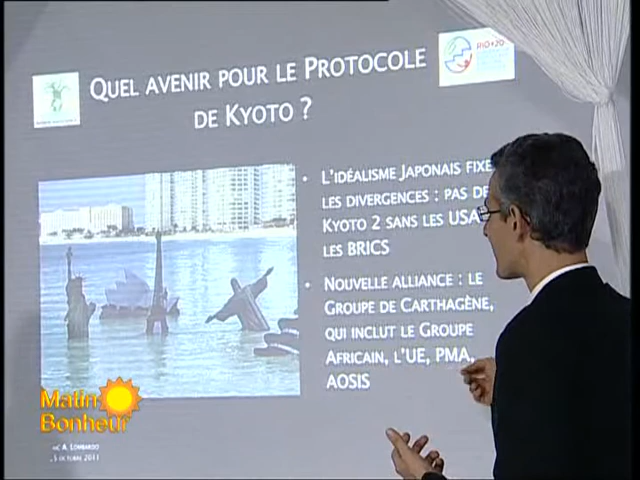 QUEL AVENIR POUR LE PROTOCOLE
DE KYOTO ?
RIO+20
• L'IDÉALISME JAPONAIS FIXE
LES DIVERGENCES : PAS DE
KYOTO 2 SANS LES USA
LES BRICS
• NOUVELLE ALLIANCE : LE
GROUPE DE CARTHAGÈNE,
QUI INCLUT LE GROUPE
AFRICAIN, L'UE, PMA,
AOSIS
Matin
Bonheur
A. LOMBARDO
OCTOBRE 2011